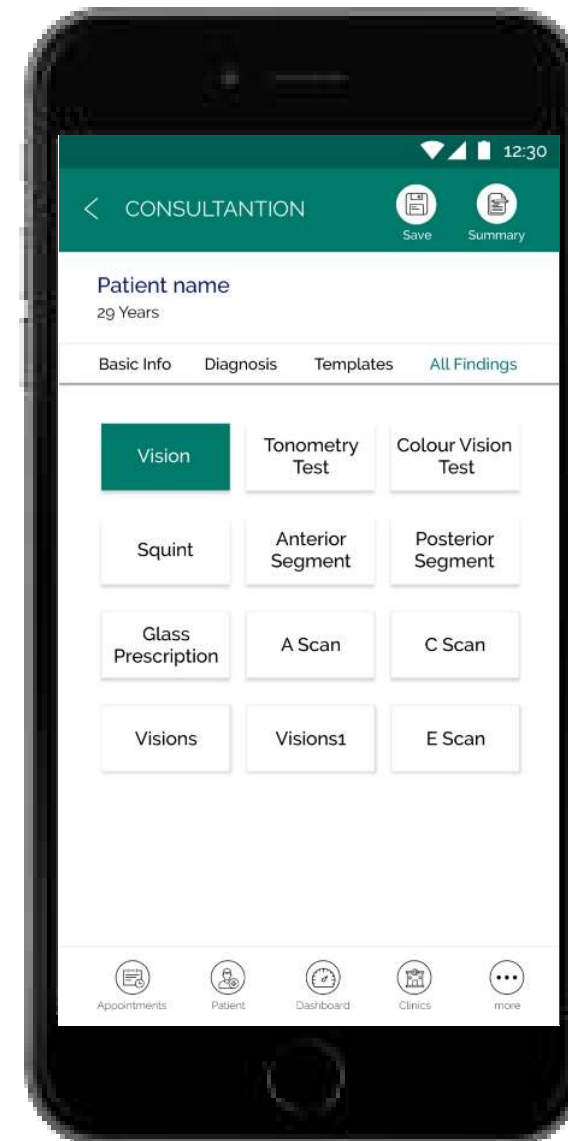 12:30
CONSULTANTION
Save
Summary
Patient name
29 Years
Basic Info
Diagnosis
Templates
All Findings
Vision
Tonometry
Test
Colour Vision
Test
Squint
Anterior
Segment
Posterior
Segment
Glass
Prescription
A Scan
C Scan
Visions
Visions1
E Scan
Appointments
Patient
Dashboard
Clinics
more